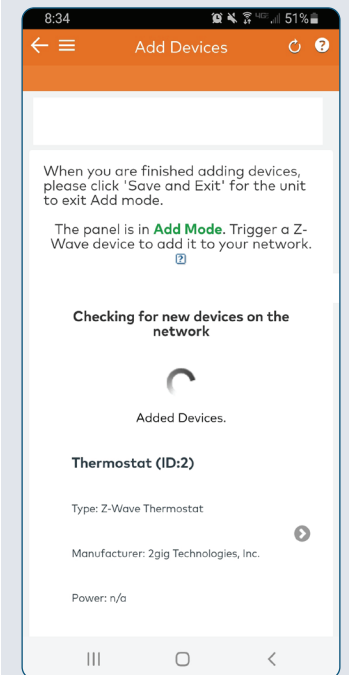 8:34
4GE 51%
Add Devices
?
When you are finished adding devices,
please click 'Save and Exit' for the unit
to exit Add mode.
The panel is in Add Mode. Trigger a Z-
Wave device to add it to your network.
?
Checking for new devices on the
network
Added Devices.
Thermostat (ID:2)
Type: Z-Wave Thermostat
Manufacturer: 2gig Technologies, Inc.
Power: n/a